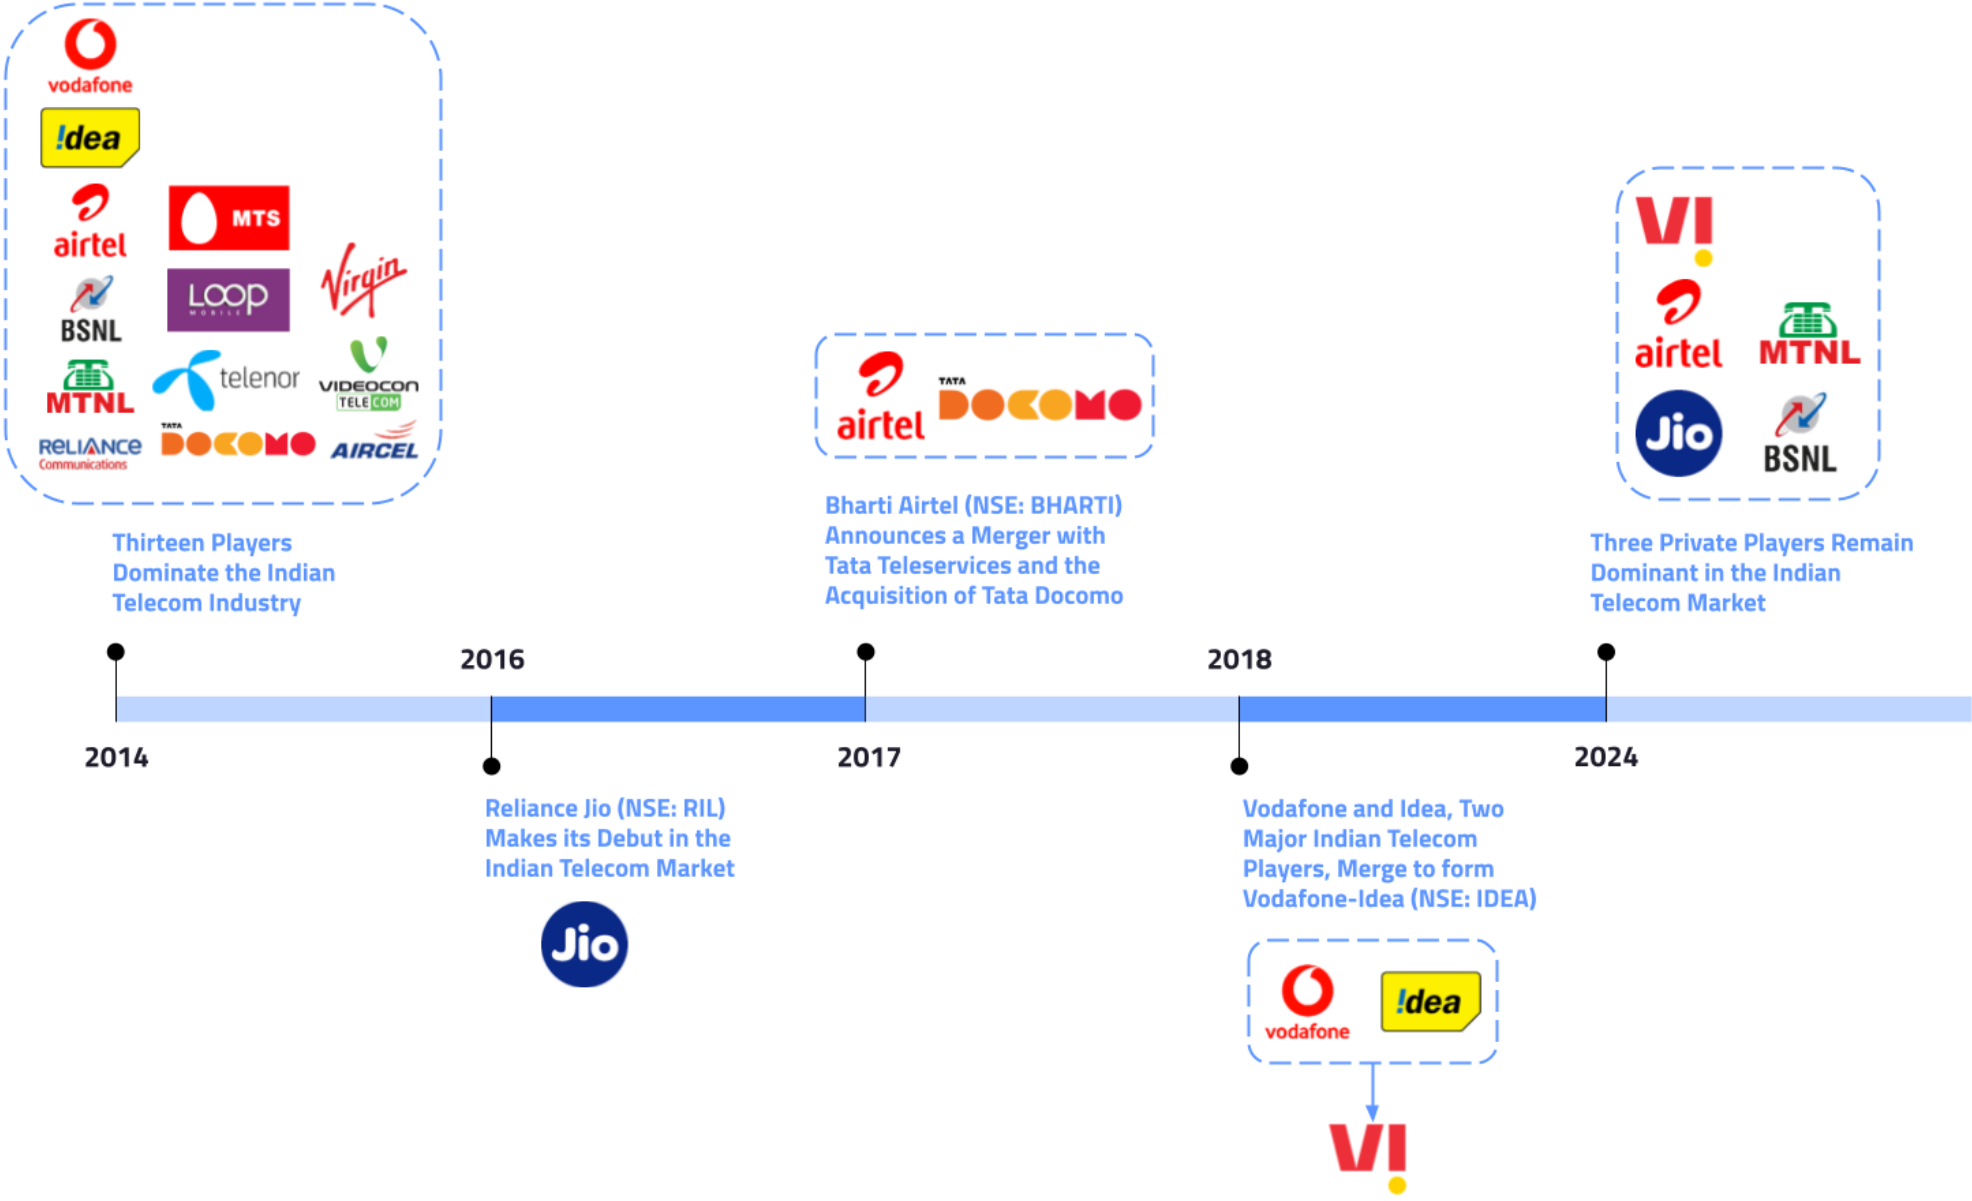 vodafone
!dea
airtel
MTS
BSNL
LOOP
MOBILE
Virgin
MTNL
telenor
VIDEOCON
TELECOM
RELIANCE
Communications
TATA
DOCOMO
AIRCEL
Thirteen Players
Dominate the Indian
Telecom Industry
2014
2016
Reliance Jio (NSE: RIL)
Makes its Debut in the
Indian Telecom Market
Jio
airtel
TATA
DOCOMO
Bharti Airtel (NSE: BHARTI)
Announces a Merger with
Tata Teleservices and the
Acquisition of Tata Docomo
2017
2018
Vodafone and Idea, Two
Major Indian Telecom
Players, Merge to form
Vodafone-Idea (NSE: IDEA)
vodafone
!dea
VI
VI
airtel
MTNL
Jio
BSNL
Three Private Players Remain
Dominant in the Indian
Telecom Market
2024